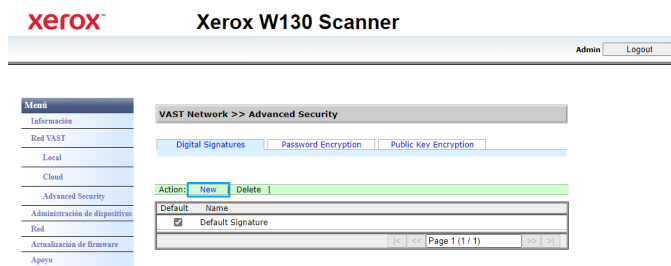 xerox™ Xerox W130 Scanner
Admin Logout
Menú
Información
Red VAST
Local
Cloud
Advanced Security
Administración de dispositivos
Red
Actualización de firmware
Apoyo
VAST Network >> Advanced Security
Digital Signatures Password Encryption Public Key Encryption
Action: New Delete |
Default Name
Default Signature
|< << Page 1 (1 / 1) >> >|